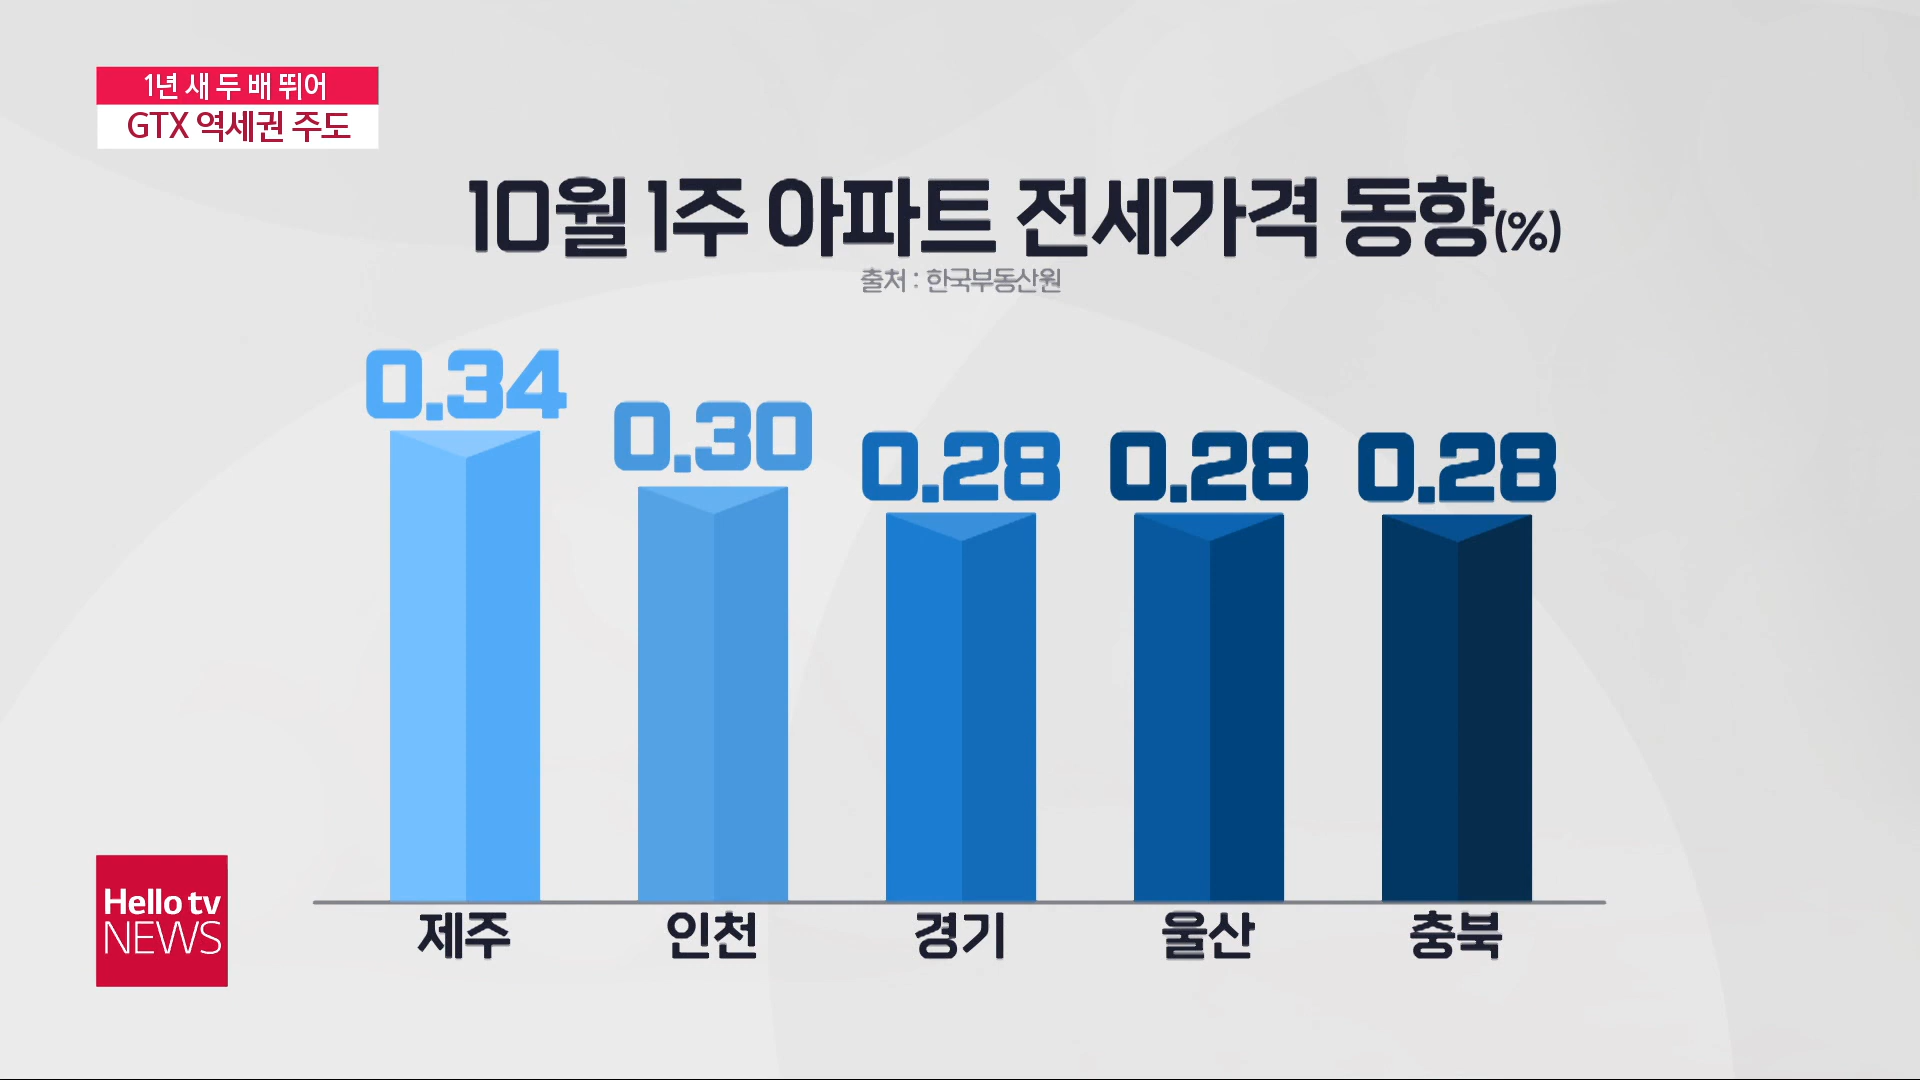 1년 새 두 배 뛰어
GTX 역세권 주도
10월 1주 아파트 전세가격 동향(%)
출처 : 한국부동산원
0.34
0.30
0.28
0.28
0.28
제주
인천
경기
울산
충북
Hello tv
NEWS